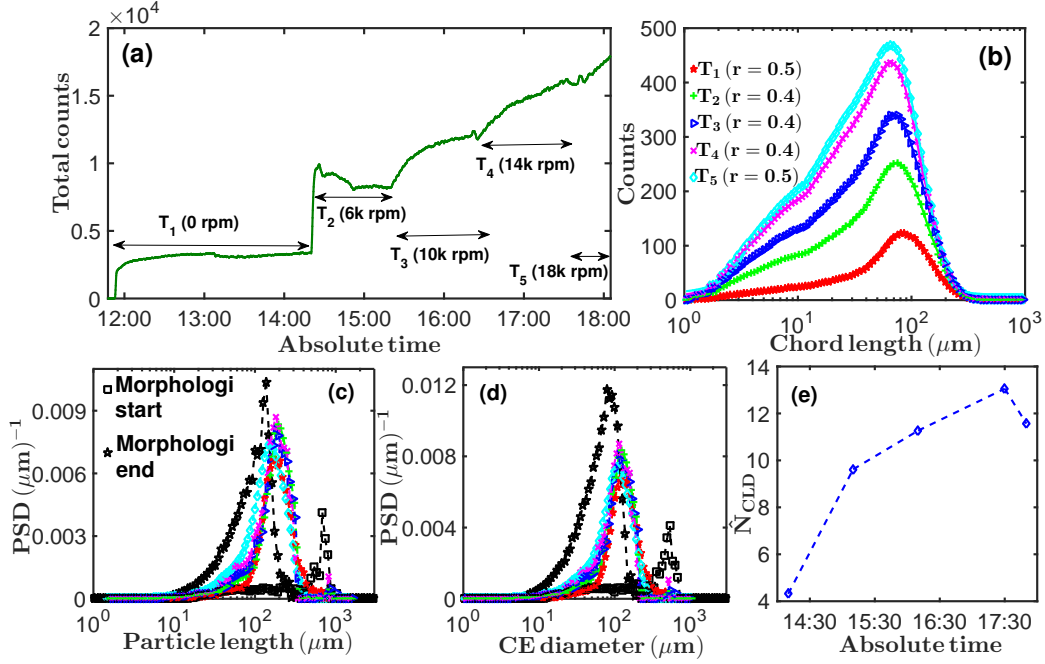 ×10⁴
(a)
2
1.5
1
0.5
0
Total counts
T₁ (0 rpm)
T₂ (6k rpm)
T₃ (10k rpm)
T₄ (14k rpm)
T₅ (18k rpm)
12:00 13:00 14:00 15:00 16:00 17:00 18:00
Absolute time
(b)
500
400
300
200
100
0
Counts
T₁ (r = 0.5)
T₂ (r = 0.4)
T₃ (r = 0.4)
T₄ (r = 0.4)
T₅ (r = 0.5)
10⁰ 10¹ 10² 10³
Chord length (μm)
(c)
0.009
0.006
0.003
0
PSD (μm)⁻¹
Morphologi
start
Morphologi
end
10⁰ 10¹ 10² 10³
Particle length (μm)
(d)
0.012
0.008
0.004
0
PSD (μm)⁻¹
10⁰ 10¹ 10² 10³
CE diameter (μm)
(e)
14
12
10
8
6
4
N̂CLD
14:30 15:30 16:30 17:30
Absolute time